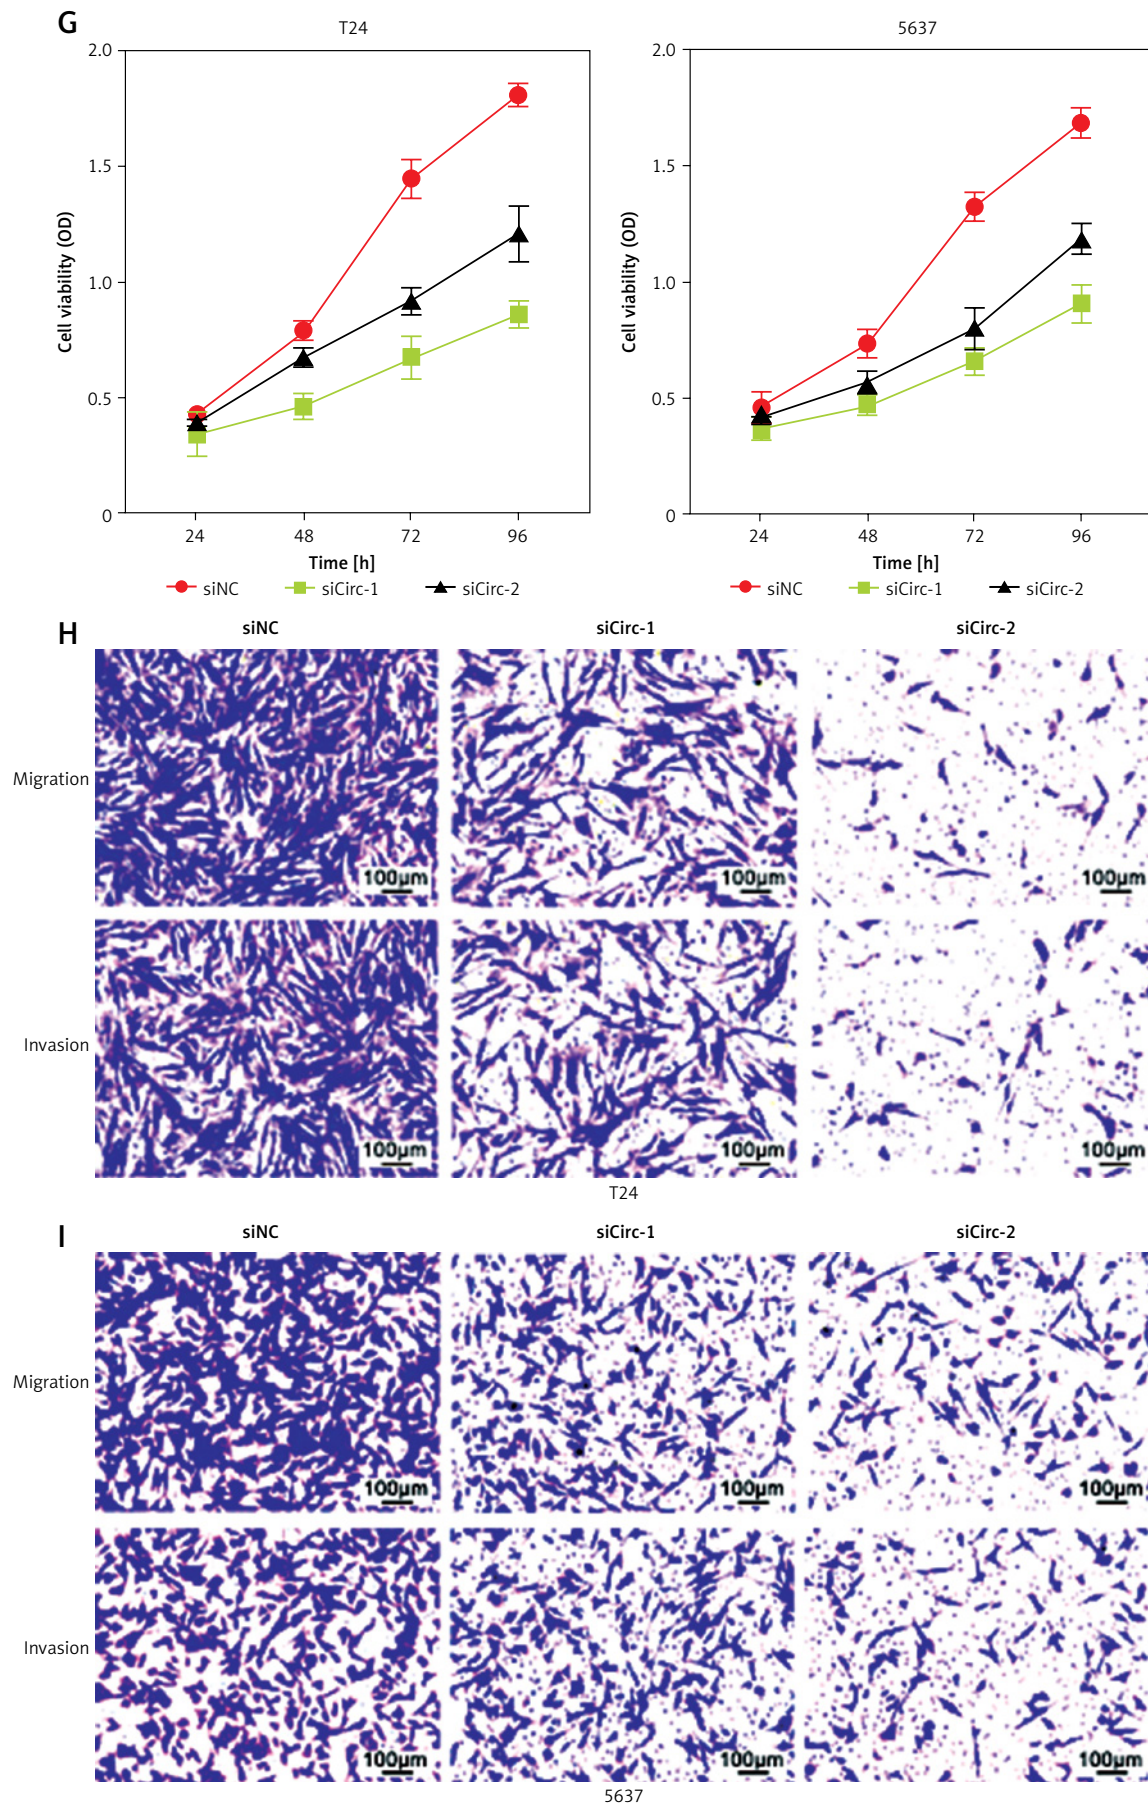 G
T24
5637
2.0
1.5
1.0
0.5
0
Cell viability (OD)
24 48 72 96
Time [h]
siNC siCirc-1 siCirc-2
2.0
1.5
1.0
0.5
0
Cell viability (OD)
24 48 72 96
Time [h]
siNC siCirc-1 siCirc-2
H
siNC siCirc-1 siCirc-2
Migration
100µm 100µm 100µm
Invasion
100µm 100µm 100µm
T24
I
siNC siCirc-1 siCirc-2
Migration
100µm 100µm 100µm
Invasion
100µm 100µm 100µm
5637